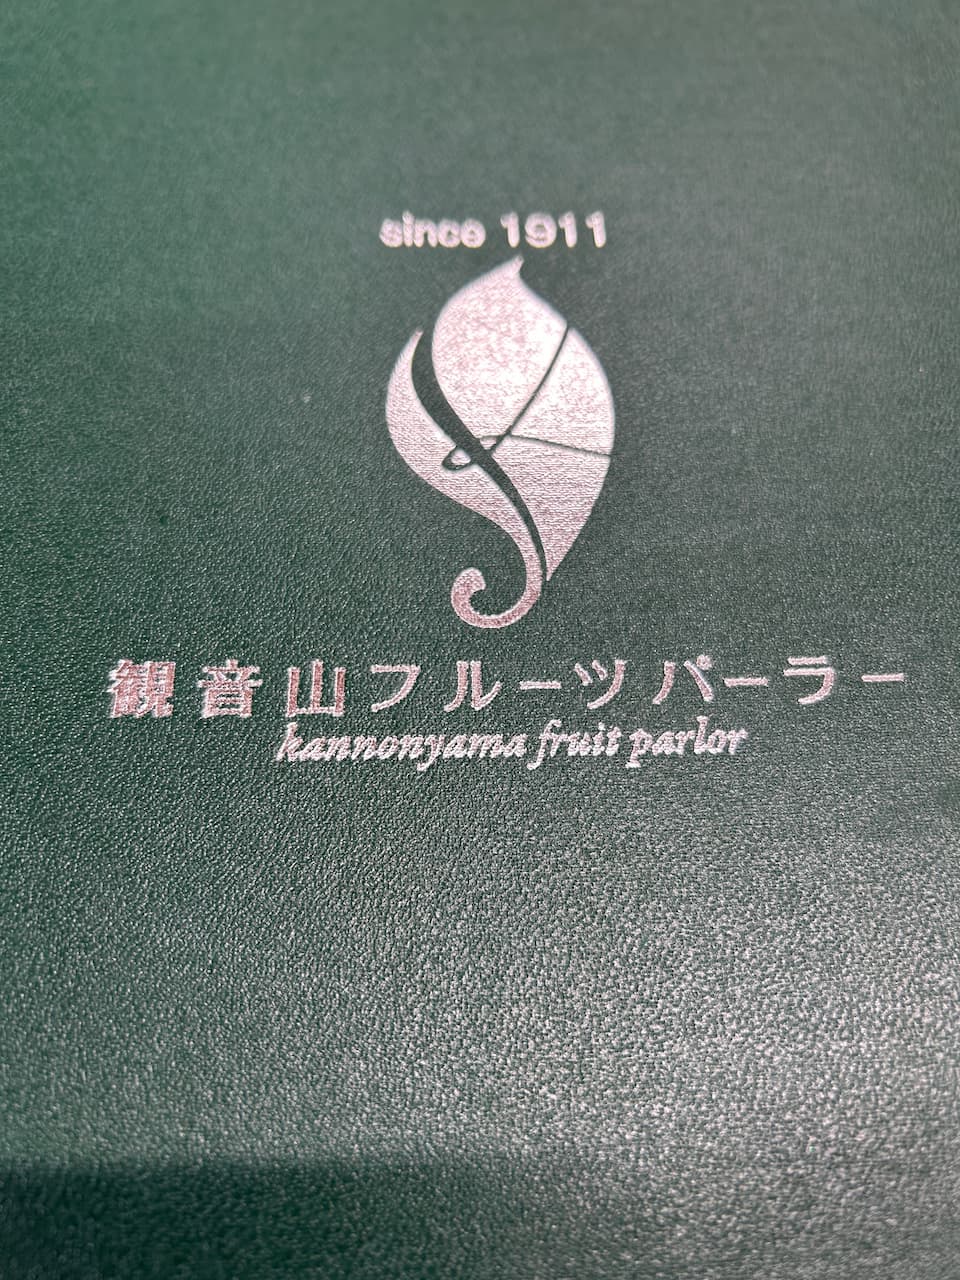 since 1911
観音山フルーツパーラー
kannonyama fruit parlor